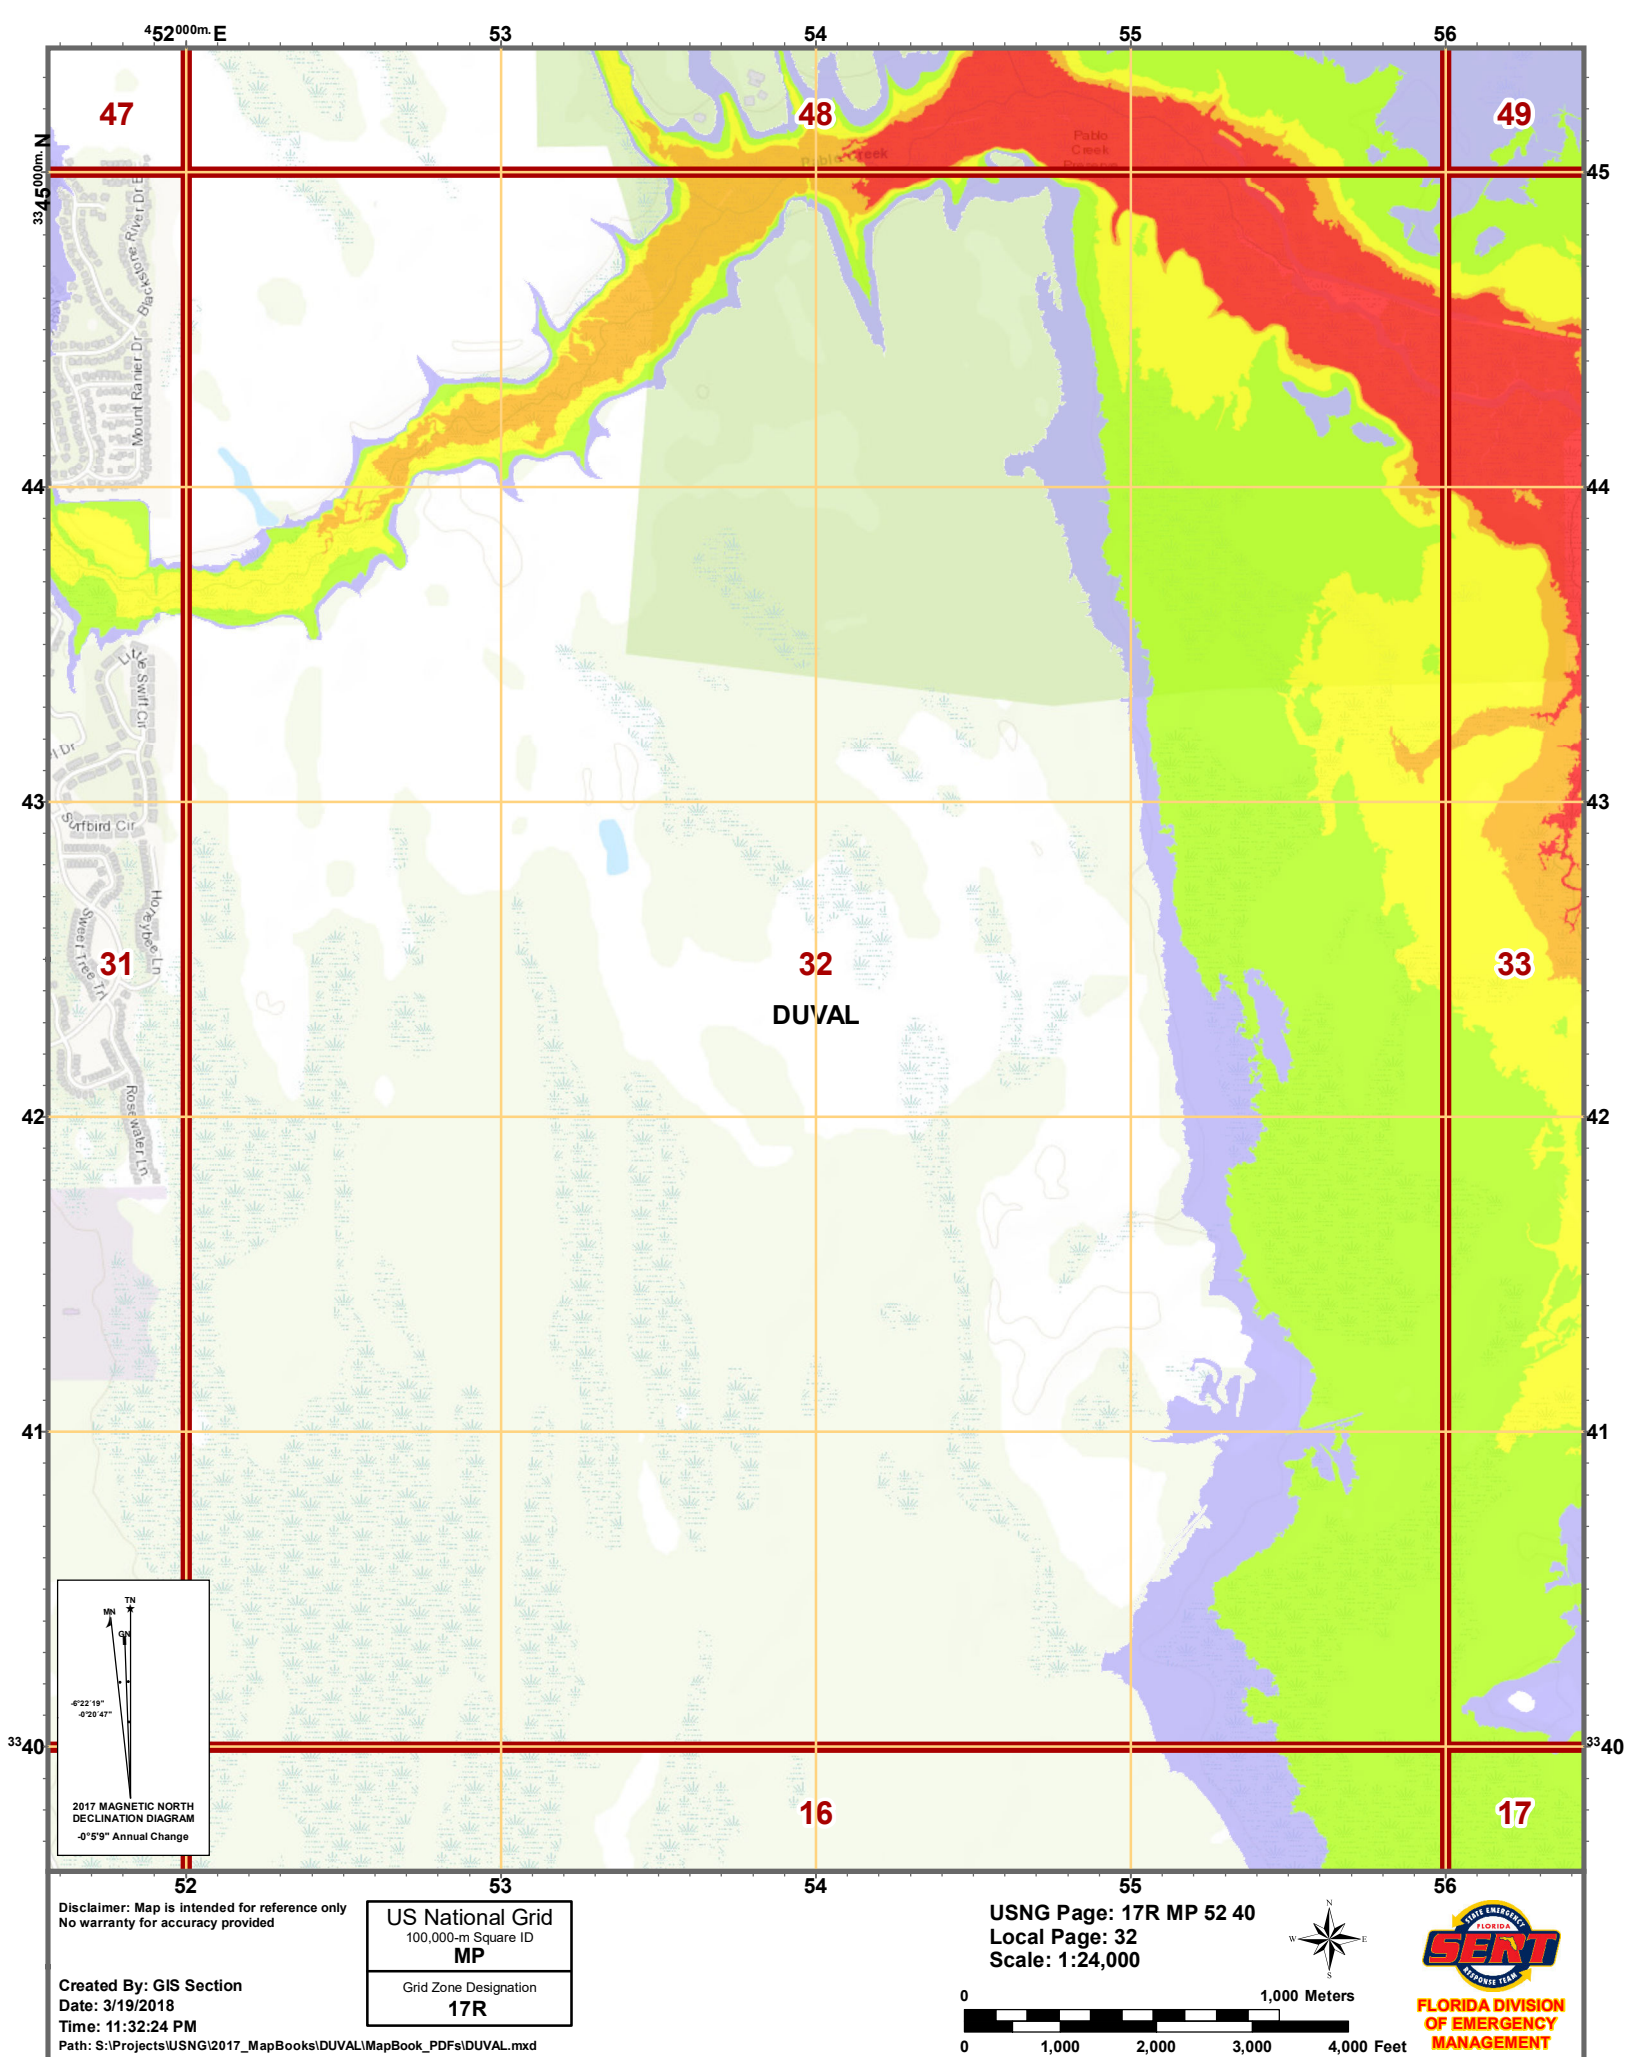 452000m. E 53 54 55 56
47 48 49
3345000m. N
45
Pablo Creek
Pablo
Creek
Preserve
Blackstone River Dr E
Mount Ranier Dr
44 44
Little Swift Cir
43 43
Surfbird Cir
Honeybee Ln
Sweet Tree Trl
31 32 33
DUVAL
42 42
Rosewater Ln
41 41
TN
MN
GN
-6°22'19"
-0°20'47"
2017 MAGNETIC NORTH
DECLINATION DIAGRAM
-0°5'9" Annual Change
3340 3340
16 17
52 53 54 55 56
Disclaimer: Map is intended for reference only
No warranty for accuracy provided
Created By: GIS Section
Date: 3/19/2018
Time: 11:32:24 PM
Path: S:\Projects\USNG\2017_MapBooks\DUVAL\MapBook_PDFs\DUVAL.mxd
US National Grid
100,000-m Square ID
MP
Grid Zone Designation
17R
USNG Page: 17R MP 52 40
Local Page: 32
Scale: 1:24,000
N
W E
S
0 1,000 Meters
0 1,000 2,000 3,000 4,000 Feet
STATE EMERGENCY
FLORIDA
SERT
RESPONSE TEAM
FLORIDA DIVISION
OF EMERGENCY
MANAGEMENT